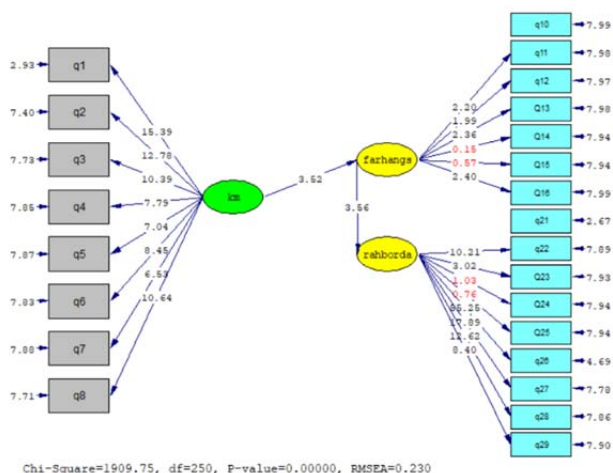 2.93 q1
7.40 q2
7.73 q3
7.85 q4
7.87 q5
7.83 q6
7.88 q7
7.71 q8
15.39
12.78
10.39
7.79
7.04
8.45
6.53
10.64
3.52
farhangs
3.56
rahborda
2.20
1.99
2.36
0.15
0.57
2.40
10.21
3.02
1.03
0.76
17.89
12.62
8.40
q10 7.99
q11 7.98
q12 7.97
Q13 7.98
Q14 7.94
Q15 7.94
Q16 7.99
q21 2.67
q22 7.89
Q23 7.93
Q24 7.94
Q25 7.94
q26 4.69
q27 7.78
q28 7.86
q29 7.90
Chi-Square=1909.75, df=250, P-value=0.00000, RMSEA=0.230